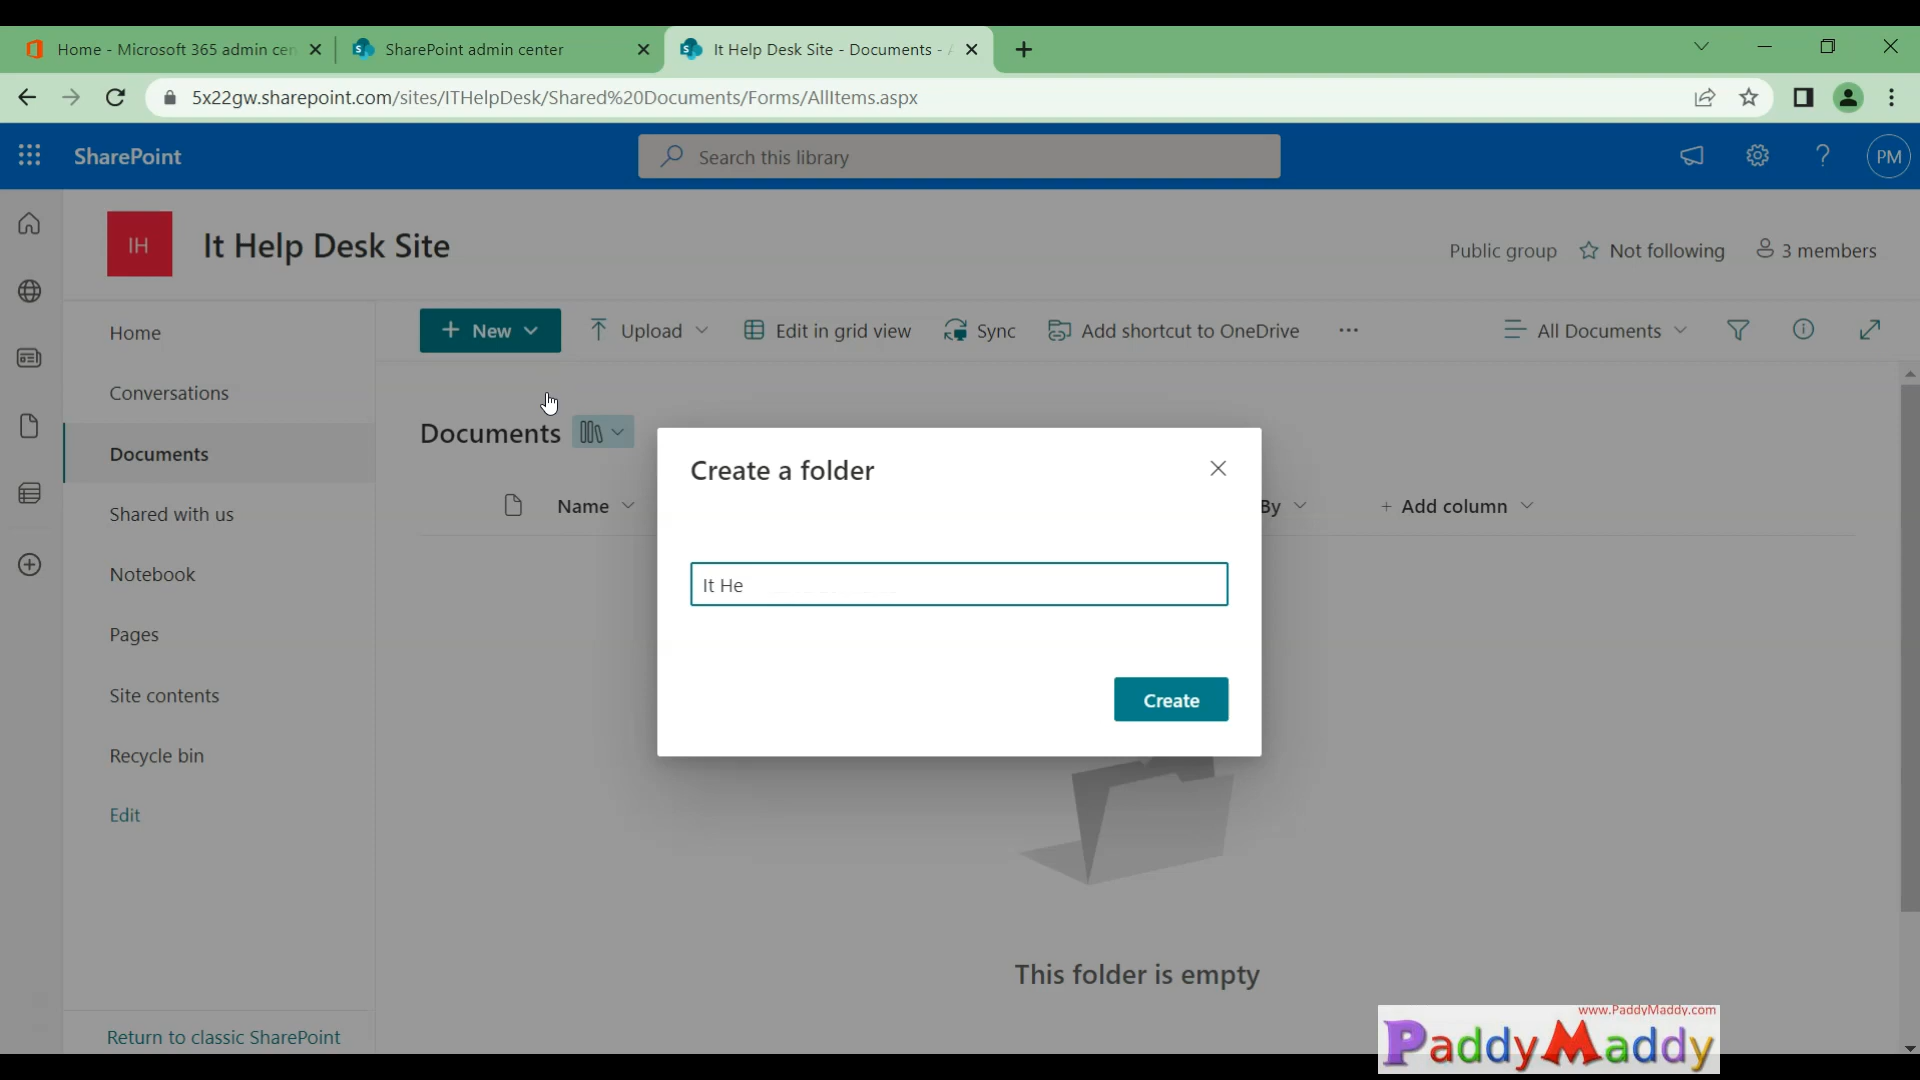 Home - Microsoft 365 admin cen
SharePoint admin center
It Help Desk Site - Documents - A
5x22gw.sharepoint.com/sites/ITHelpDesk/Shared%20Documents/Forms/AllItems.aspx
SharePoint
Search this library
PM
IH
It Help Desk Site
Public group
Not following
3 members
Home
Conversations
Documents
Shared with us
Notebook
Pages
Site contents
Recycle bin
Edit
Return to classic SharePoint
+ New
Upload
Edit in grid view
Sync
Add shortcut to OneDrive
...
All Documents
Documents
Name
By
+ Add column
Create a folder
It He
Create
This folder is empty
www.PaddyMaddy.com
PaddyMaddy